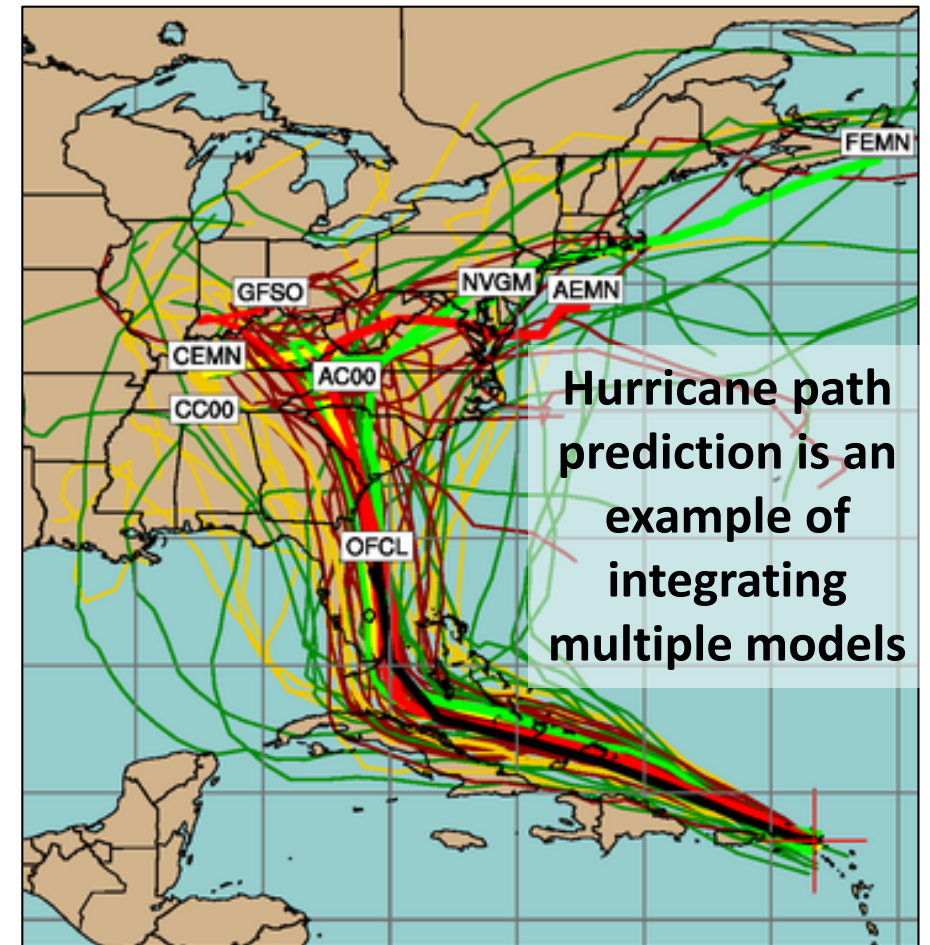 FEMN
NVGM
AEMN
GFSO
CEMN
AC00
CC00
Hurricane path
prediction is an
example of
integrating
multiple models
OFCL